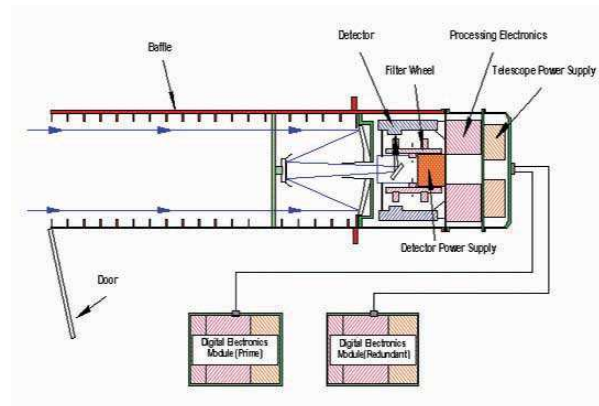 Detector
Processing Electronics
Baffle
Filter Wheel
Telescope Power Supply
Detector Power Supply
Door
Digital Electronics
Module(Prime)
Digital Electronics
Module(Redundant)